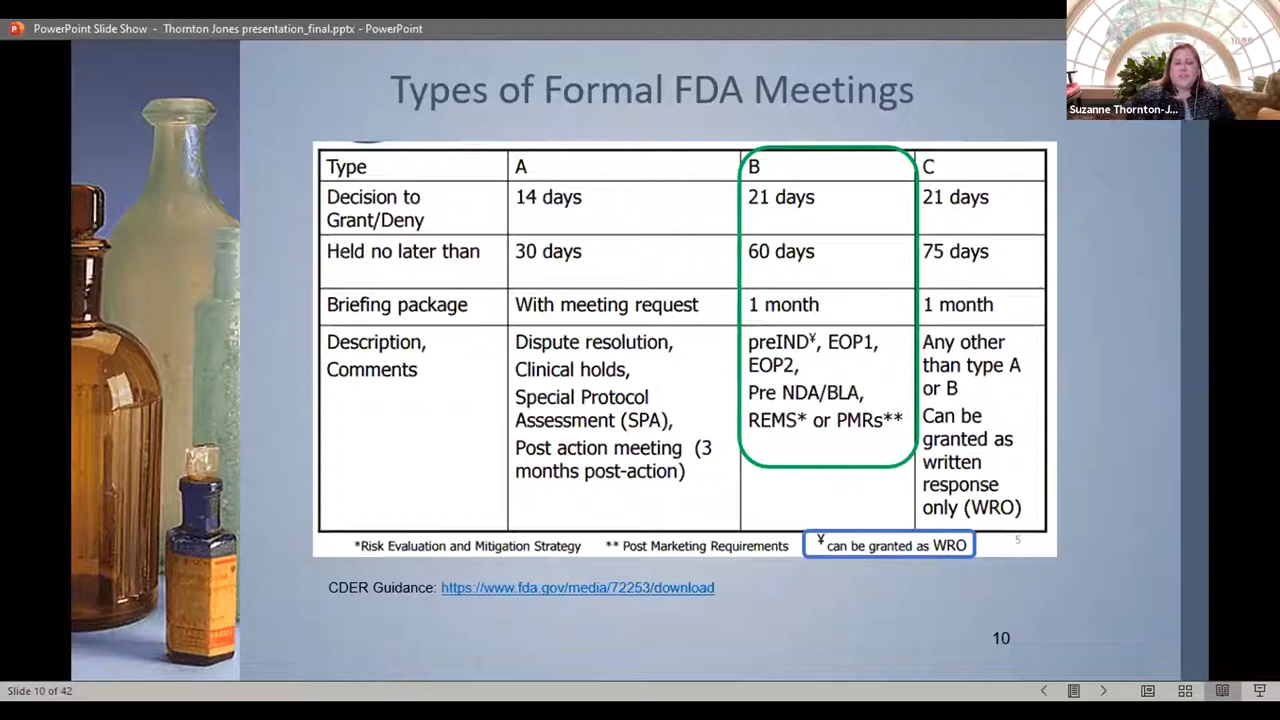 PowerPoint Slide Show - Thornton Jones presentation_final.pptx - PowerPoint
Suzanne Thornton-J...
Types of Formal FDA Meetings
Type
A
B
C
Decision to
Grant/Deny
14 days
21 days
21 days
Held no later than
30 days
60 days
75 days
Briefing package
With meeting request
1 month
1 month
Description,
Comments
Dispute resolution,
Clinical holds,
Special Protocol
Assessment (SPA),
Post action meeting (3
months post-action)
preIND¥, EOP1,
EOP2,
Pre NDA/BLA,
REMS* or PMRs**
Any other
than type A
or B
Can be
granted as
written
response
only (WRO)
*Risk Evaluation and Mitigation Strategy
** Post Marketing Requirements
¥ can be granted as WRO
5
CDER Guidance: https://www.fda.gov/media/72253/download
10
Slide 10 of 42